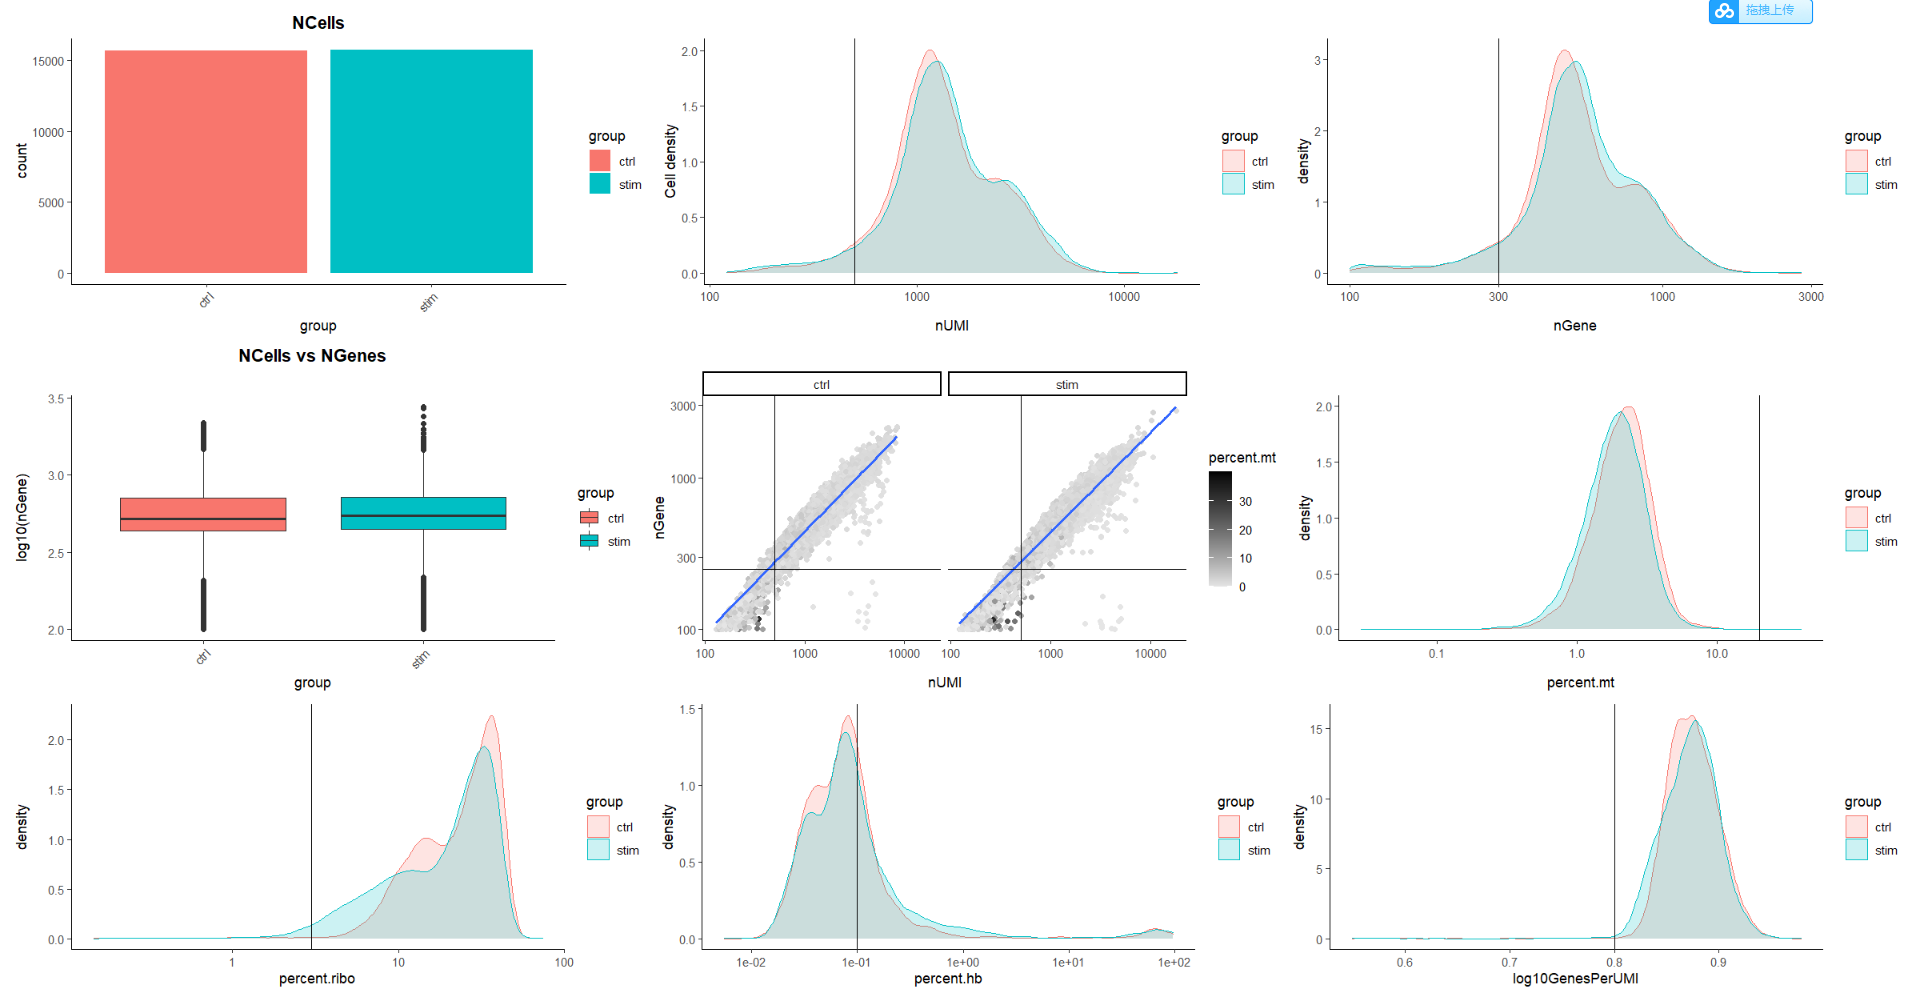 拖拽上传
NCells
count
15000
10000
5000
0
ctrl
stim
group
group
ctrl
stim
Cell density
2.0
1.5
1.0
0.5
0.0
100
1000
10000
nUMI
group
ctrl
stim
density
3
2
1
0
100
300
1000
3000
nGene
group
ctrl
stim
NCells vs NGenes
log10(nGene)
3.5
3.0
2.5
2.0
ctrl
stim
group
group
ctrl
stim
ctrl
stim
nGene
3000
1000
300
100
100
1000
10000
100
1000
10000
nUMI
percent.mt
30
20
10
0
density
2.0
1.5
1.0
0.5
0.0
0.1
1.0
10.0
percent.mt
group
ctrl
stim
density
2.0
1.5
1.0
0.5
0.0
1
10
100
percent.ribo
group
ctrl
stim
density
1.5
1.0
0.5
0.0
1e-02
1e-01
1e+00
1e+01
1e+02
percent.hb
group
ctrl
stim
density
15
10
5
0
0.6
0.7
0.8
0.9
log10GenesPerUMI
group
ctrl
stim